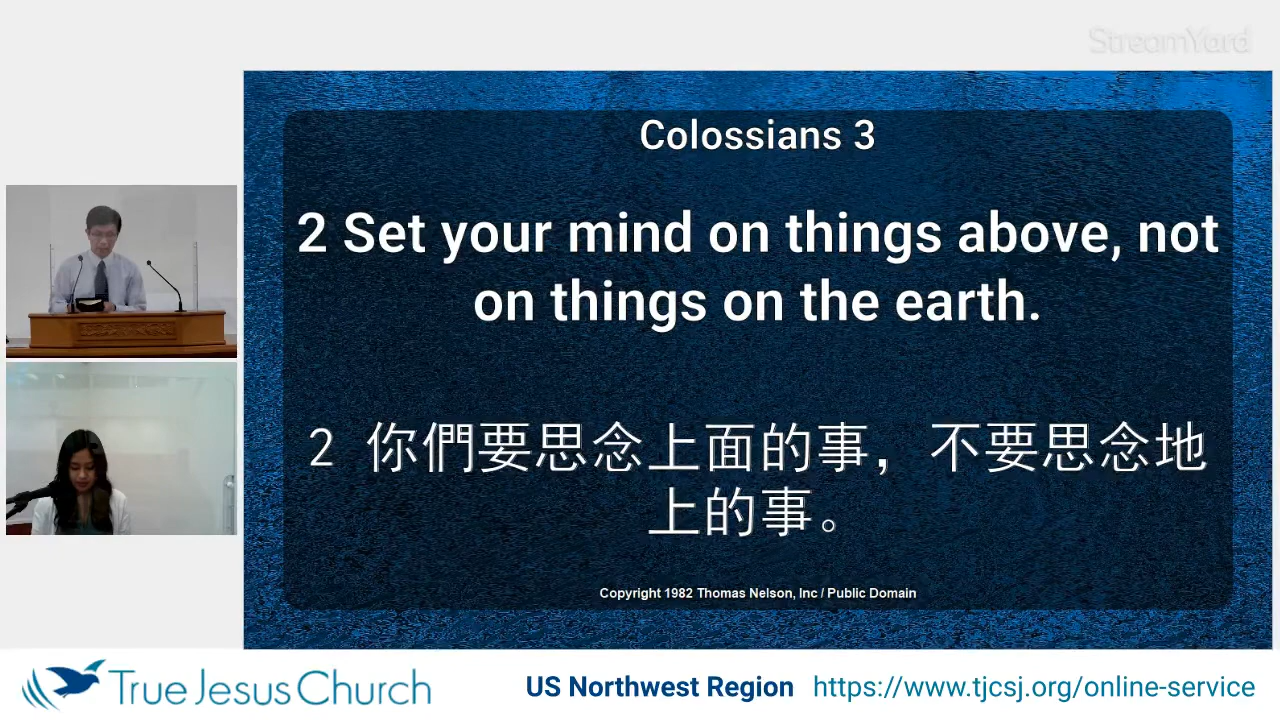 StreamYard
Colossians 3
2 Set your mind on things above, not
on things on the earth.
2 你們要思念上面的事，不要思念地
上的事。
Copyright 1982 Thomas Nelson, Inc / Public Domain
True Jesus Church
US Northwest Region https://www.tjcsj.org/online-service